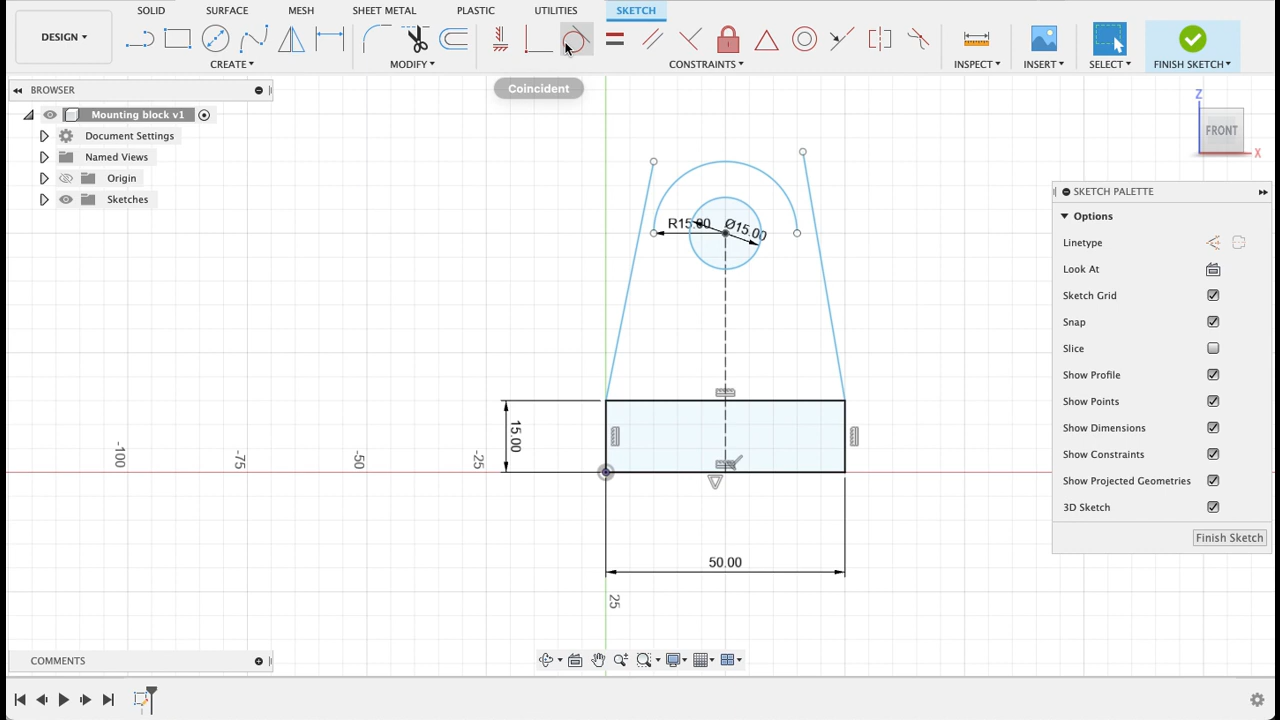 SOLID SURFACE MESH SHEET METAL PLASTIC UTILITIES SKETCH
DESIGN
CREATE MODIFY CONSTRAINTS INSPECT INSERT SELECT FINISH SKETCH
BROWSER
Coincident
Mounting block v1
Document Settings
Named Views
Origin
Sketches
Z
FRONT
X
SKETCH PALETTE
Options
Linetype
Look At
Sketch Grid
Snap
Slice
Show Profile
Show Points
Show Dimensions
Show Constraints
Show Projected Geometries
3D Sketch
Finish Sketch
R15.00 Ø15.00
15.00
-100 -75 -50 -25
50.00
25
COMMENTS